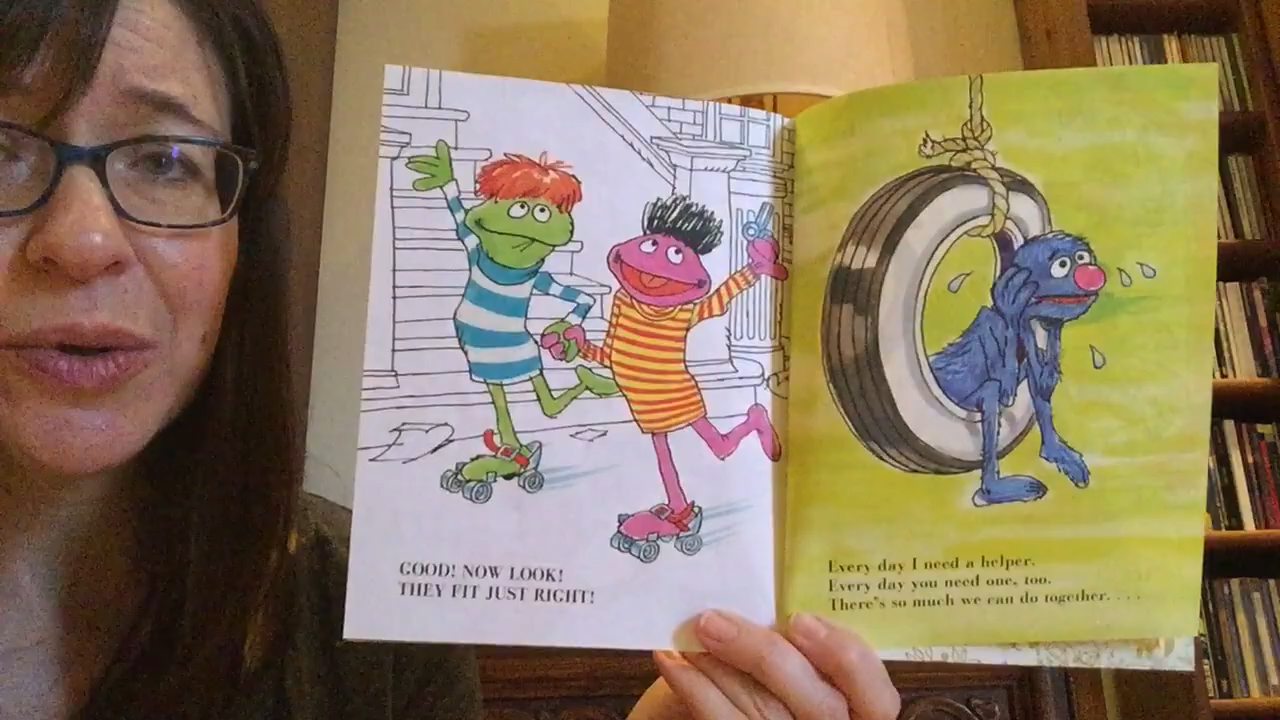 GOOD! NOW LOOK!
THEY FIT JUST RIGHT!
Every day I need a helper.
Every day you need one, too.
There's so much we can do together. . . .